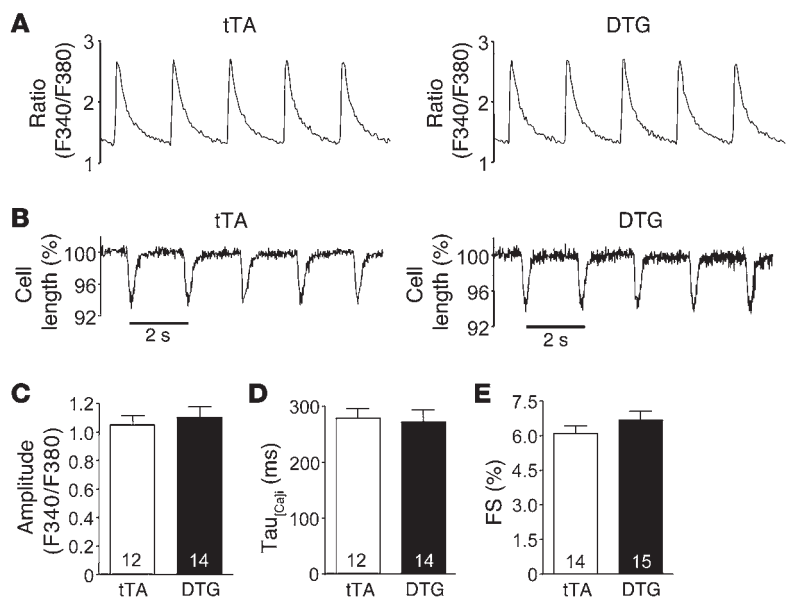 A
tTA
DTG
Ratio
(F340/F380)
3
2
1
Ratio
(F340/F380)
3
2
1
B
tTA
DTG
Cell
length (%)
100
96
92
2 s
Cell
length (%)
100
96
92
2 s
C
Amplitude
(F340/F380)
1.2
1.0
0.8
0.6
0.4
0.2
0
12
14
tTA
DTG
D
Tau[Ca]i (ms)
300
200
100
0
12
14
tTA
DTG
E
FS (%)
7.5
6.0
4.5
3.0
1.5
0
14
15
tTA
DTG